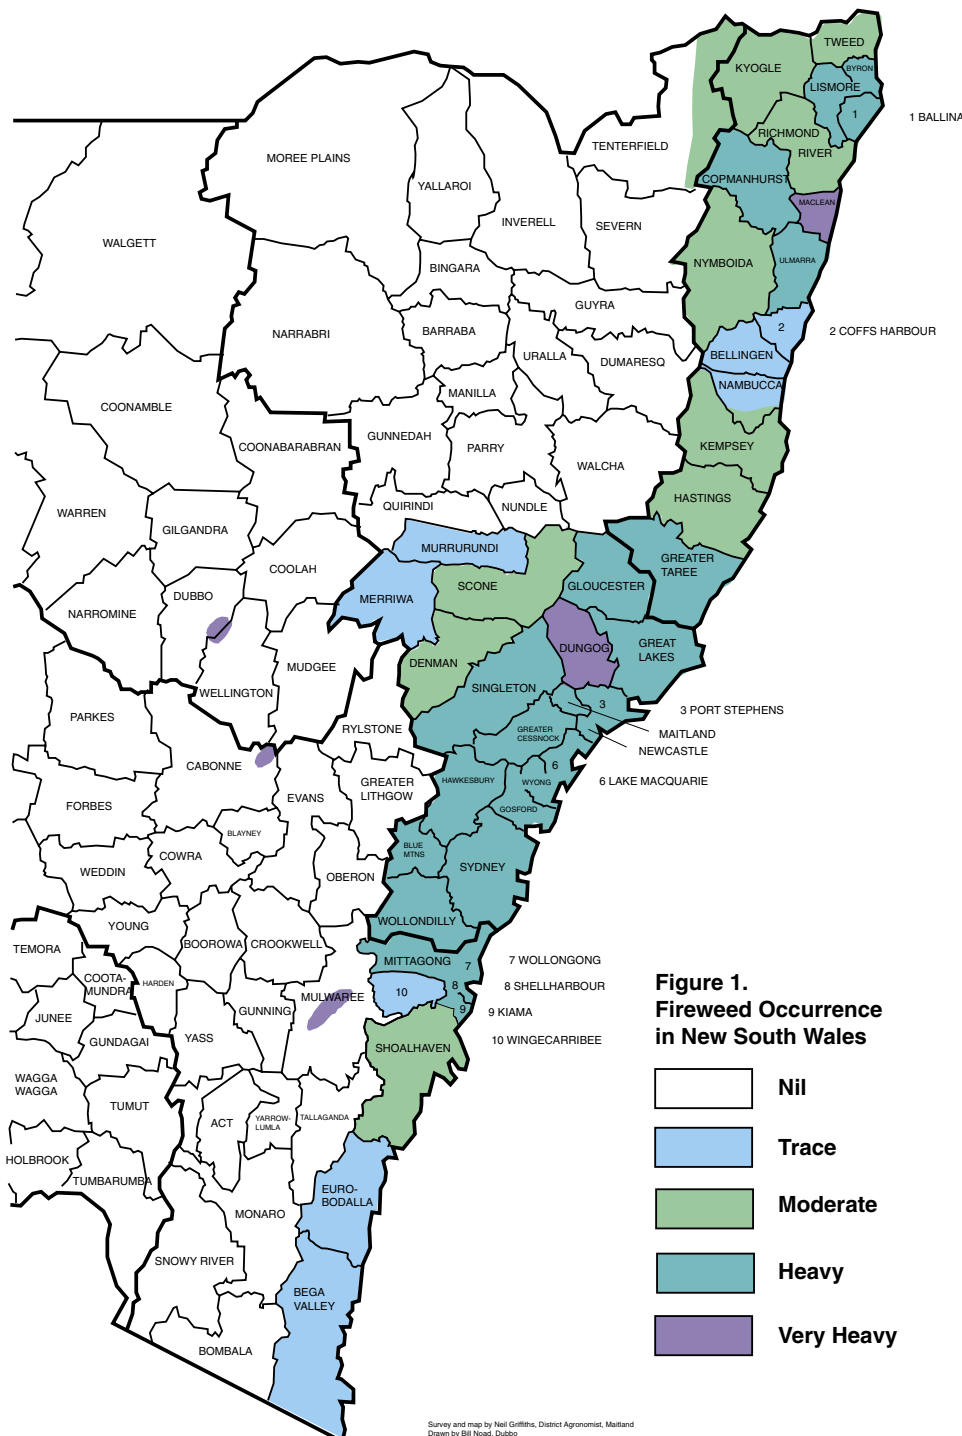 TWEED
KYOGLE
BYRON
LISMORE
1
1 BALLINA
RICHMOND
RIVER
TENTERFIELD
MOREE PLAINS
YALLAROI
COPMANHURST
MACLEAN
INVERELL
SEVERN
WALGETT
ULMARRA
NYMBOIDA
BINGARA
GUYRA
NARRABRI
BARRABA
2
2 COFFS HARBOUR
URALLA
DUMARESQ
BELLINGEN
NAMBUCCA
MANILLA
COONAMBLE
GUNNEDAH
COONABARABRAN
PARRY
KEMPSEY
WALCHA
HASTINGS
QUIRINDI
NUNDLE
WARREN
GILGANDRA
MURRURUNDI
GREATER
TAREE
COOLAH
SCONE
GLOUCESTER
DUBBO
MERRIWA
NARROMINE
DUNGOG
GREAT
LAKES
MUDGEE
DENMAN
SINGLETON
WELLINGTON
3
3 PORT STEPHENS
PARKES
RYLSTONE
GREATER
CESSNOCK
MAITLAND
NEWCASTLE
CABONNE
6
HAWKESBURY
WYONG
6 LAKE MACQUARIE
GREATER
LITHGOW
EVANS
FORBES
GOSFORD
BLAYNEY
BLUE
MTNS
COWRA
SYDNEY
WEDDIN
OBERON
WOLLONDILLY
YOUNG
BOOROWA
CROOKWELL
TEMORA
MITTAGONG
7
7 WOLLONGONG
COOTA-
MUNDRA
HARDEN
8
8 SHELLHARBOUR
10
MULWAREE
GUNNING
9
9 KIAMA
JUNEE
YASS
GUNDAGAI
10 WINGECARRIBEE
SHOALHAVEN
WAGGA
WAGGA
TUMUT
ACT
YARROW-
LUMLA
TALLAGANDA
HOLBROOK
TUMBARUMBA
EURO-
BODALLA
MONARO
SNOWY RIVER
BEGA
VALLEY
BOMBALA
Figure 1.
Fireweed Occurrence
in New South Wales
Nil
Trace
Moderate
Heavy
Very Heavy
Survey and map by Neil Griffiths, District Agronomist, Maitland
Drawn by Bill Noad, Dubbo